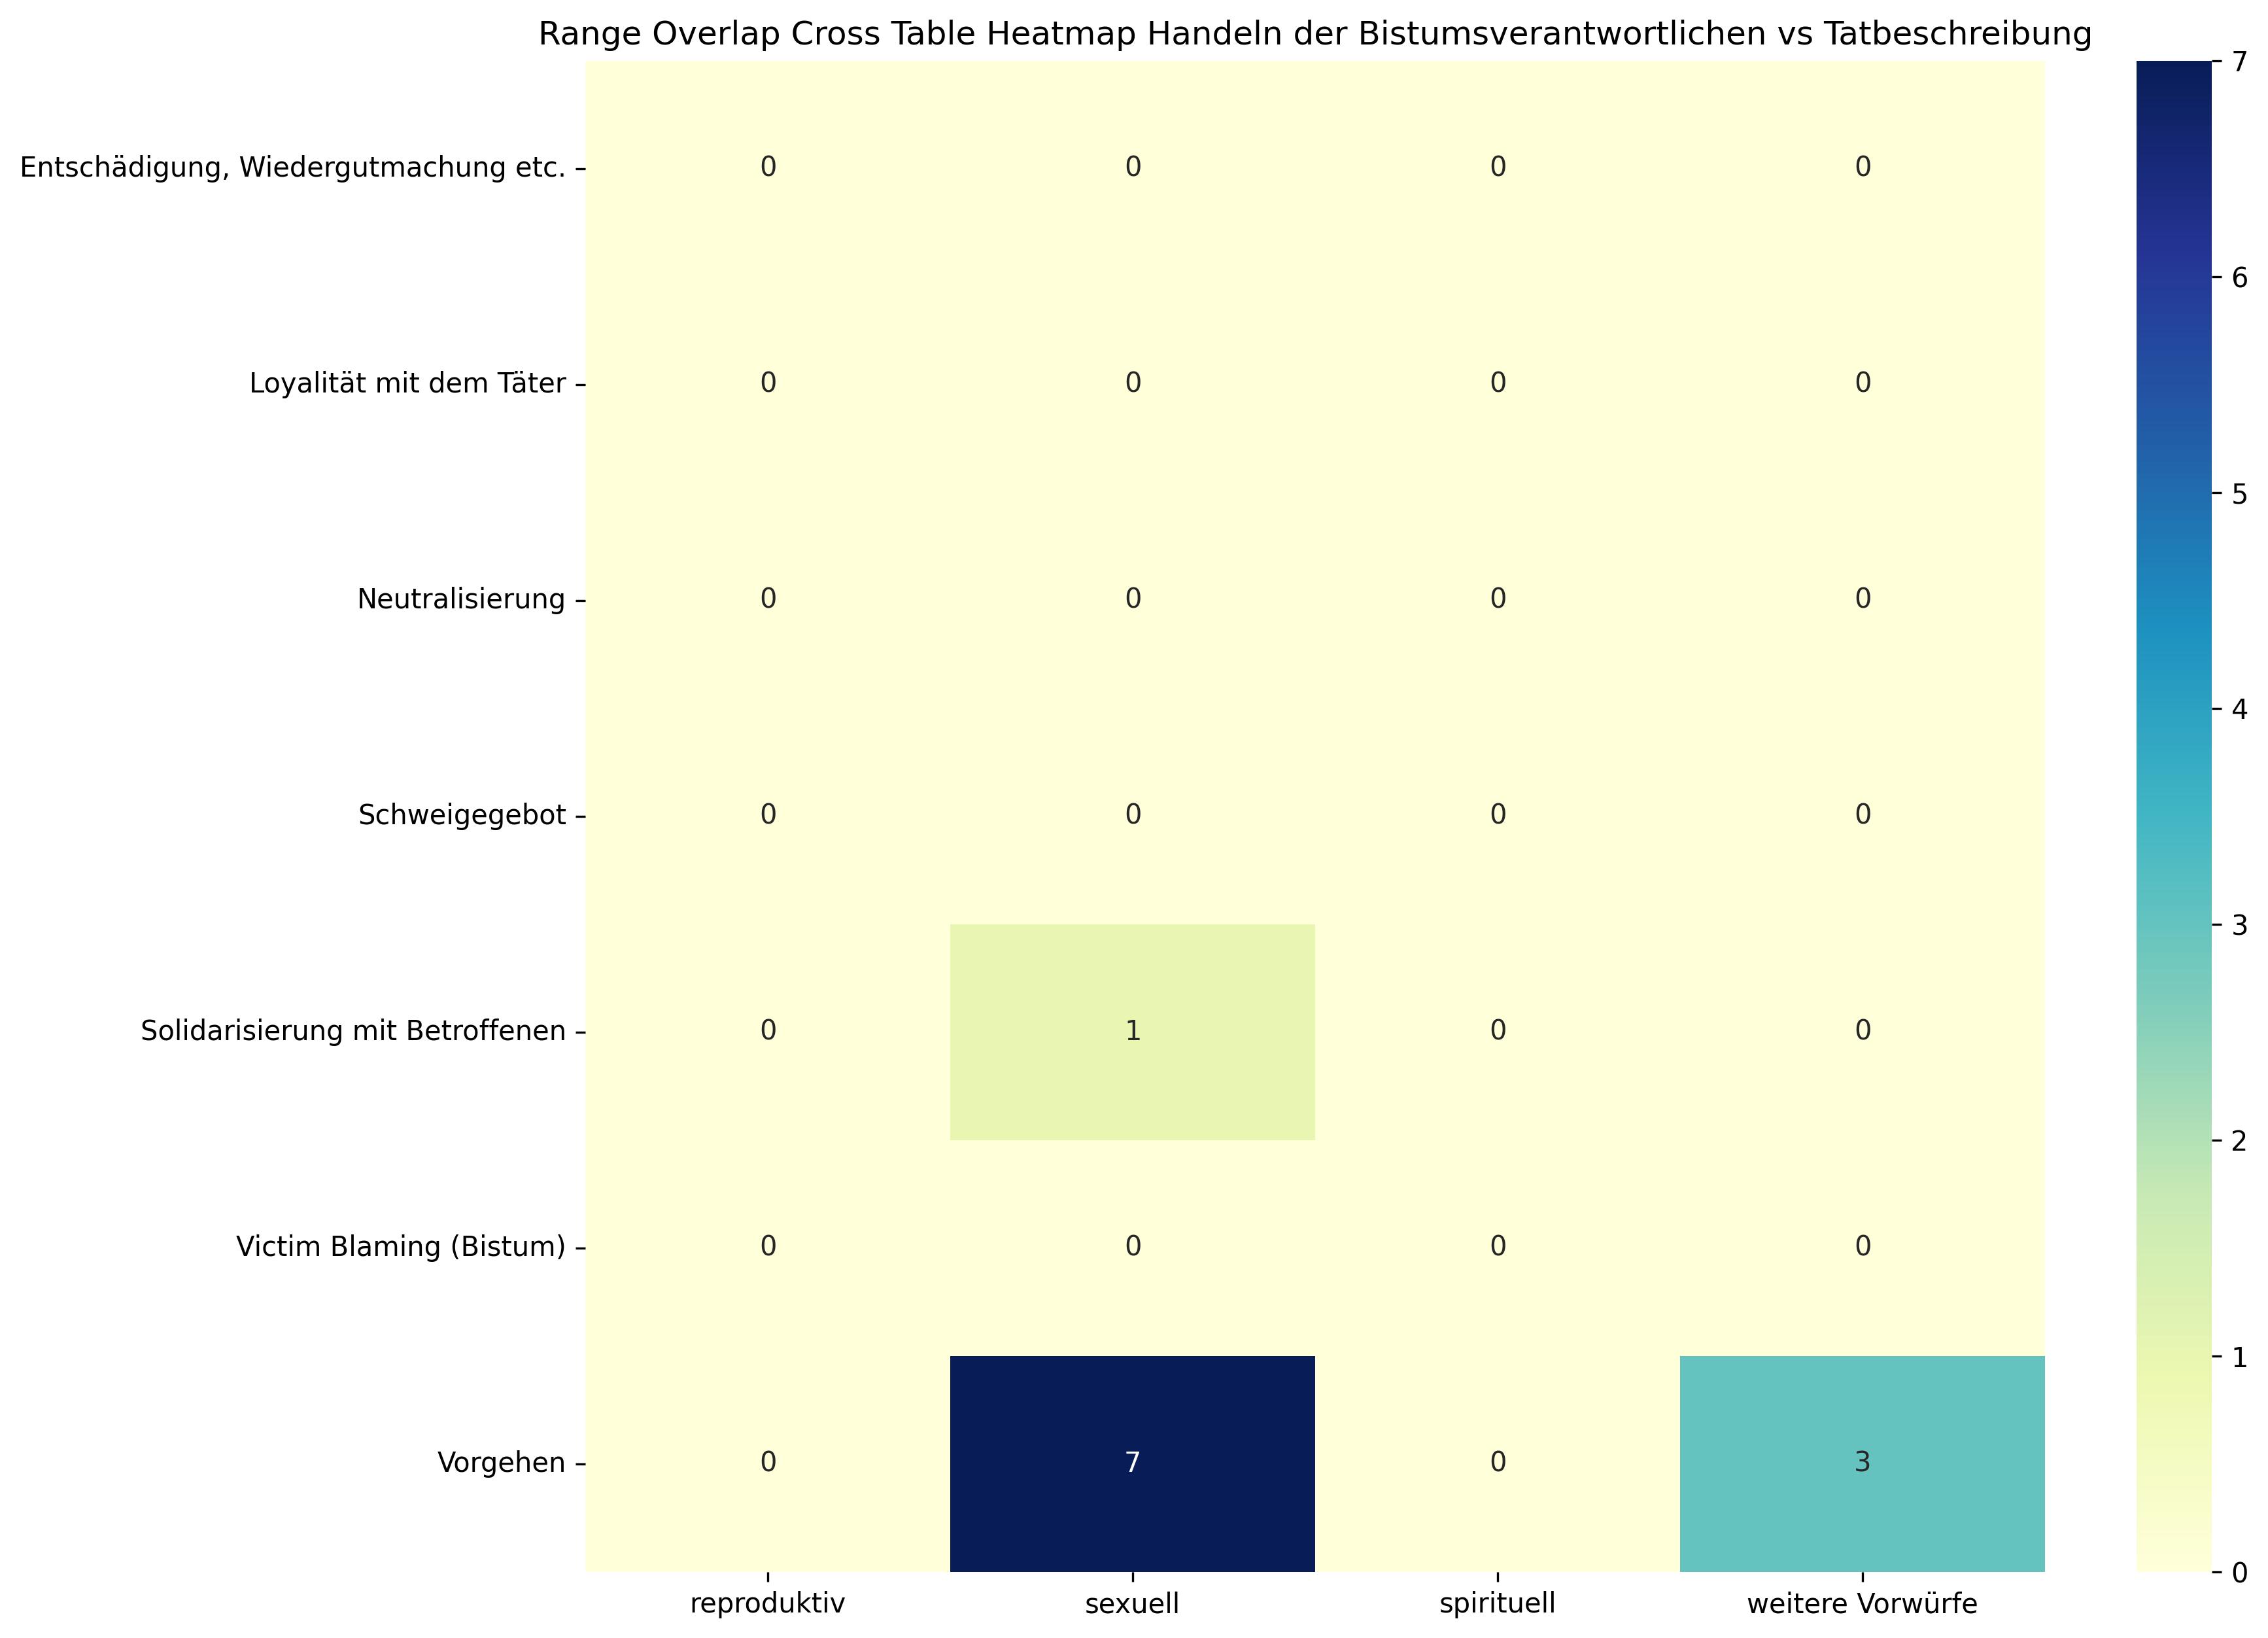 Range Overlap Cross Table Heatmap Handeln der Bistumsverantwortlichen vs Tatbeschreibung
Entschädigung, Wiedergutmachung etc. 0 0 0 0
Loyalität mit dem Täter 0 0 0 0
Neutralisierung 0 0 0 0
Schweigegebot 0 0 0 0
Solidarisierung mit Betroffenen 0 1 0 0
Victim Blaming (Bistum) 0 0 0 0
Vorgehen 0 7 0 3
reproduktiv sexuell spirituell weitere Vorwürfe
7
6
5
4
3
2
1
0